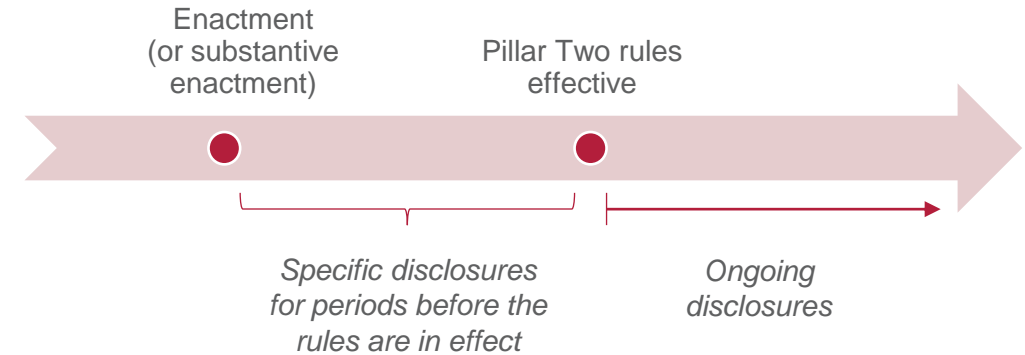 Enactment
(or substantive
enactment)
Pillar Two rules
effective
Specific disclosures
for periods before the
rules are in effect
Ongoing
disclosures